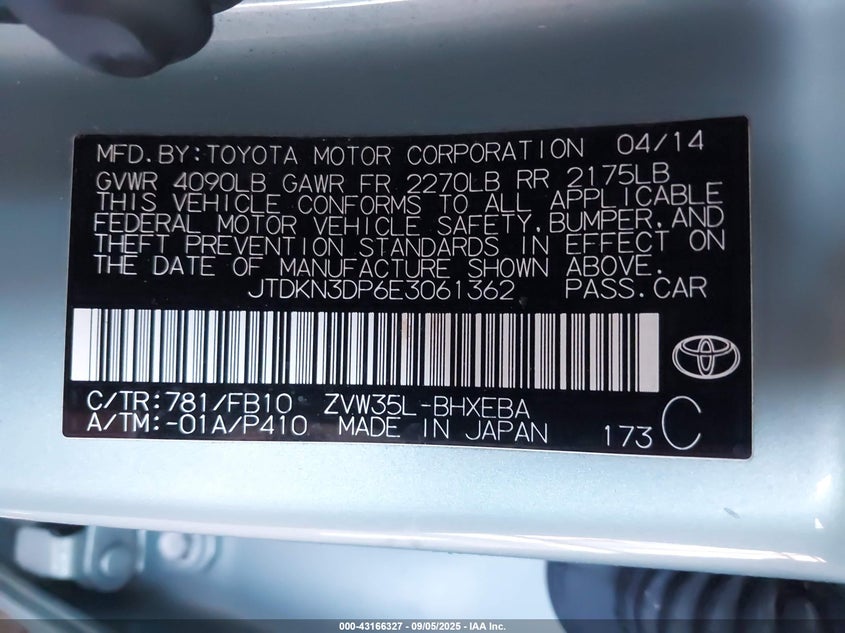 MFD.BY:TOYOTA MOTOR CORPORATION 04/14
GVWR 4090LB GAWR FR 2270LB RR 2175LB
THIS VEHICLE CONFORMS TO ALL APPLICABLE
FEDERAL MOTOR VEHICLE SAFETY,BUMPER,AND
THEFT PREVENTION STANDARDS IN EFFECT ON
THE DATE OF MANUFACTURE SHOWN ABOVE.
JTDKN3DP6E3061362 PASS.CAR
C/TR:781/FB10 ZVW35L-BHXEBA
A/TM:-01A/P410 MADE IN JAPAN 173 C
000-43166327 - 09/05/2025 - IAA Inc.